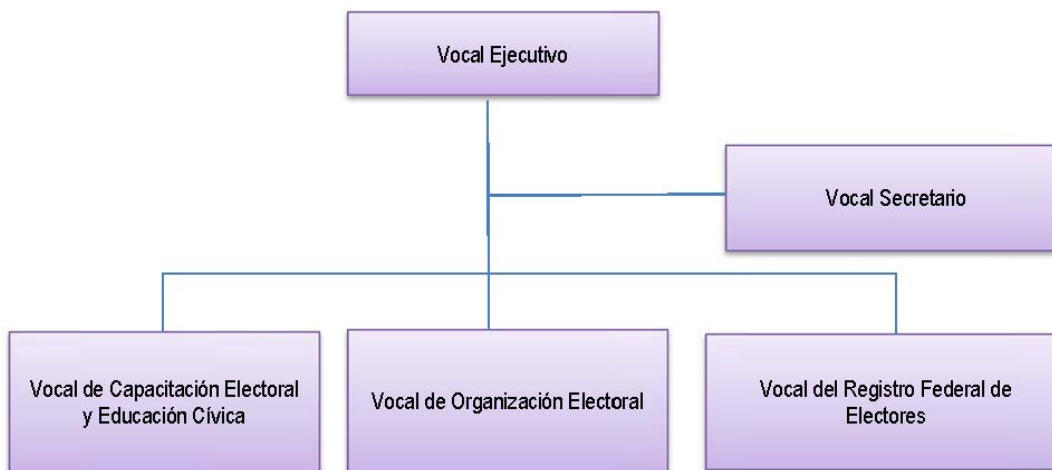 Vocal Ejecutivo
Vocal Secretario
Vocal de Capacitación Electoral
y Educación Cívica
Vocal de Organización Electoral
Vocal del Registro Federal de
Electores